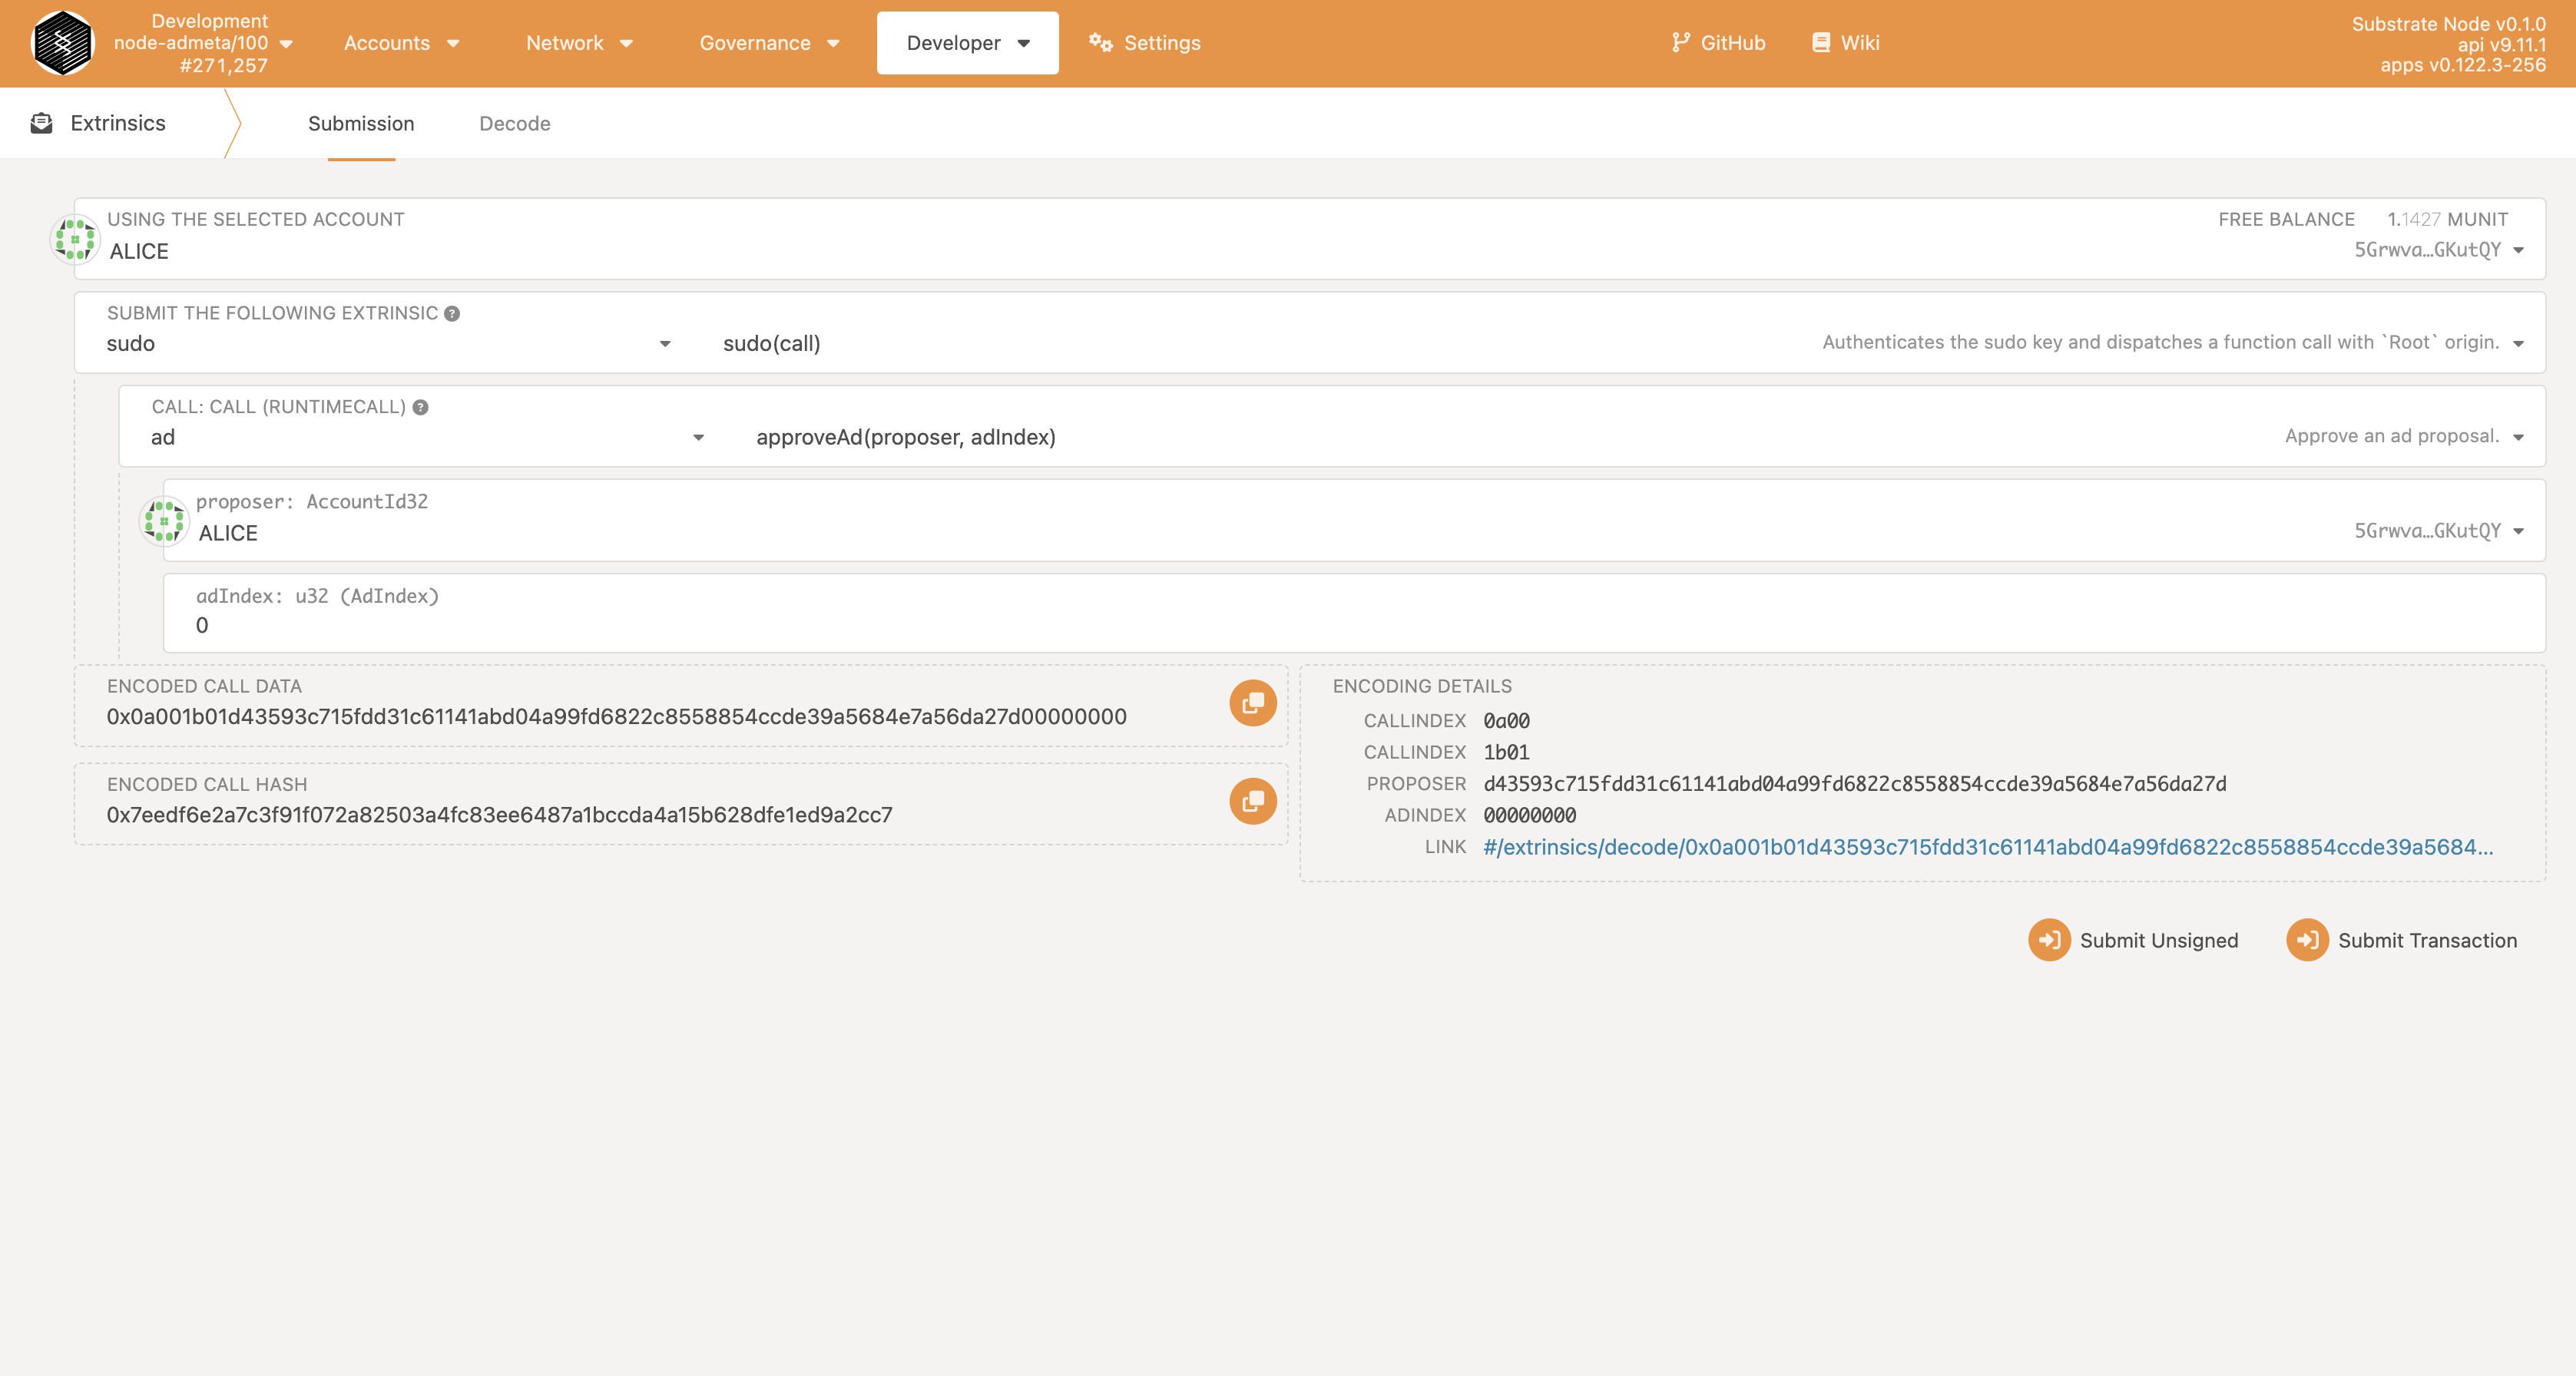 Development
node-admeta/100
#271,257
Accounts
Network
Governance
Developer
Settings
GitHub
Wiki
Substrate Node v0.1.0
api v9.11.1
apps v0.122.3-256
Extrinsics
Submission
Decode
USING THE SELECTED ACCOUNT
ALICE
FREE BALANCE 1.1427 MUNIT
5Grwva…GKutQY
SUBMIT THE FOLLOWING EXTRINSIC ?
sudo
sudo(call)
Authenticates the sudo key and dispatches a function call with `Root` origin.
CALL: CALL (RUNTIMECALL) ?
ad
approveAd(proposer, adIndex)
Approve an ad proposal.
proposer: AccountId32
ALICE
5Grwva…GKutQY
adIndex: u32 (AdIndex)
0
ENCODED CALL DATA
0x0a001b01d43593c715fdd31c61141abd04a99fd6822c8558854ccde39a5684e7a56da27d00000000
ENCODED CALL HASH
0x7eedf6e2a7c3f91f072a82503a4fc83ee6487a1bccda4a15b628dfe1ed9a2cc7
ENCODING DETAILS
CALLINDEX 0a00
CALLINDEX 1b01
PROPOSER d43593c715fdd31c61141abd04a99fd6822c8558854ccde39a5684e7a56da27d
ADINDEX 00000000
LINK #/extrinsics/decode/0x0a001b01d43593c715fdd31c61141abd04a99fd6822c8558854ccde39a5684...
Submit Unsigned
Submit Transaction